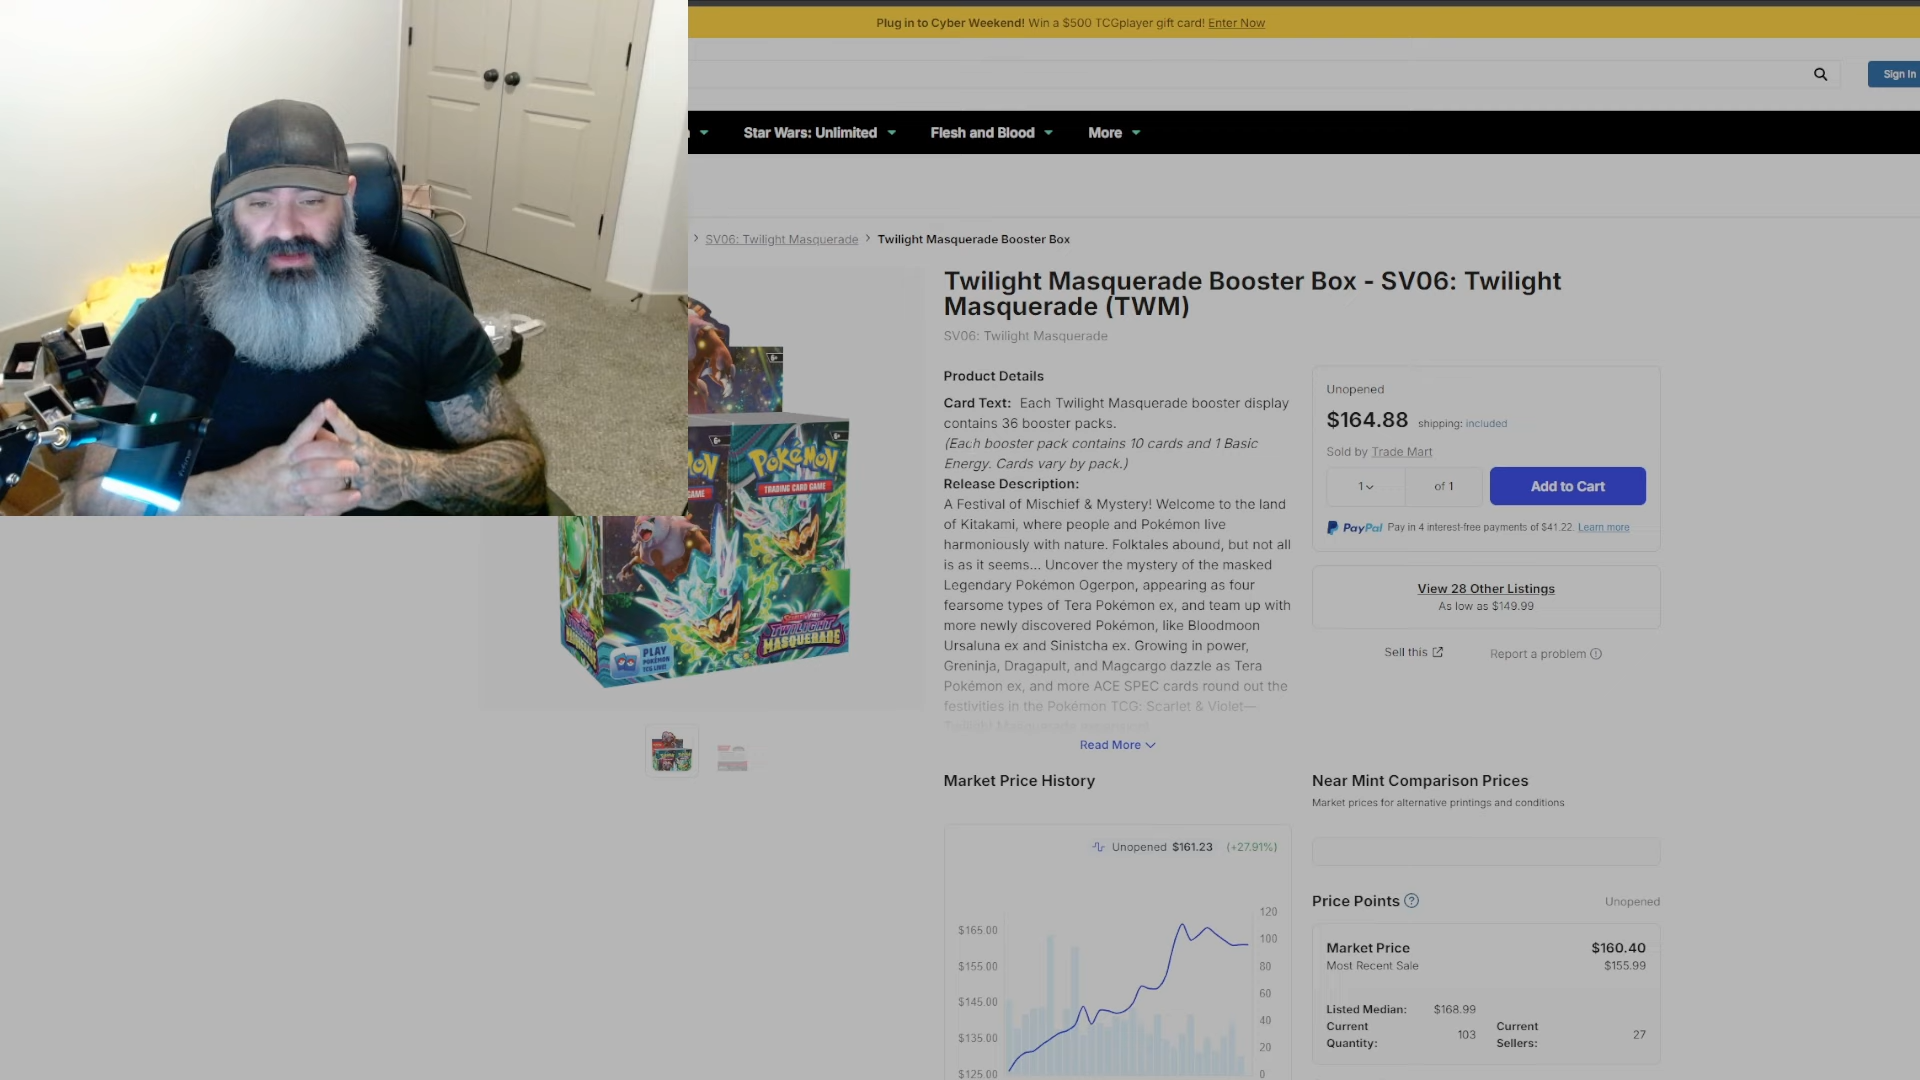 Plug in to Cyber Weekend! Win a $500 TCGplayer gift card! Enter Now
Sign In
Star Wars: Unlimited
Flesh and Blood
More
SV06: Twilight Masquerade > Twilight Masquerade Booster Box
Twilight Masquerade Booster Box - SV06: Twilight
Masquerade (TWM)
SV06: Twilight Masquerade
Product Details
Card Text: Each Twilight Masquerade booster display
contains 36 booster packs.
(Each booster pack contains 10 cards and 1 Basic
Energy. Cards vary by pack.)
Release Description:
A Festival of Mischief & Mystery! Welcome to the land
of Kitakami, where people and Pokémon live
harmoniously with nature. Folktales abound, but not all
is as it seems... Uncover the mystery of the masked
Legendary Pokémon Ogerpon, appearing as four
fearsome types of Tera Pokémon ex, and team up with
more newly discovered Pokémon, like Bloodmoon
Ursaluna ex and Sinistcha ex. Growing in power,
Greninja, Dragapult, and Magcargo dazzle as Tera
Pokémon ex, and more ACE SPEC cards round out the
festivities in the Pokémon TCG: Scarlet & Violet—
Read More
Unopened
$164.88 shipping: included
Sold by Trade Mart
1
of 1
Add to Cart
PayPal Pay in 4 interest-free payments of $41.22. Learn more
View 28 Other Listings
As low as $149.99
Sell this
Report a problem
POKÉMON
TRADING CARD GAME
PLAY
POKÉMON
TCG LIVE!
TWILIGHT
MASQUERADE
Market Price History
Unopened $161.23 (+27.91%)
$165.00
$155.00
$145.00
$135.00
$125.00
120
100
80
60
40
20
0
Near Mint Comparison Prices
Market prices for alternative printings and conditions
Price Points
Unopened
Market Price $160.40
Most Recent Sale $155.99
Listed Median: $168.99
Current
Quantity: 103
Current
Sellers: 27